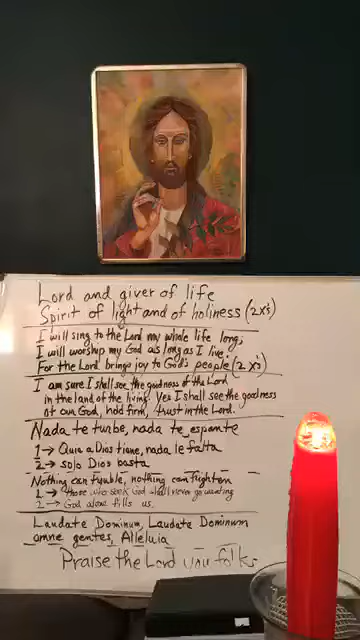 Lord and giver of life
Spirit of light and of holiness (2 x's)
I will sing to the Lord my whole life long,
I will worship my God as long as I live;
For the Lord brings joy to God's people (2 x's)
I am sure I shall see the goodness of the Lord
in the land of the living. Yes I shall see the goodness
of our God, hold firm, trust in the Lord.
Nada te turbe, nada te espante
1 → Quia a Dios tiene, nada le falta
2 → solo Dios basta
Nothing can trouble, nothing can frighten
1 → those who seek God shall never go wanting
2 → God alone fills us.
Laudate Dominum, Laudate Dominum
omne gentes, Alleluia
Praise the Lord you folks